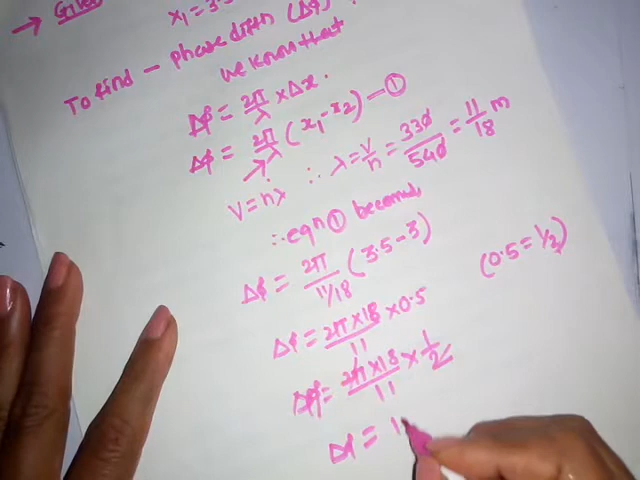 → Given
x₁ = 3.5
To find - phase diffn (Δφ)
We know that
Δφ = 2π/λ × Δx.
Δφ = 2π/λ (x₁ - x₂) — ①
V = nλ ∴ λ = V/n = 330/540 = 11/18 m
∴ eqn ① becomes
Δφ = 2π/11/18 (3.5 - 3)
Δφ = 2π × 18/11 × 0.5 (0.5 = 1/2)
Δφ = 2π × 18/11 × 1/2
Δφ = 1